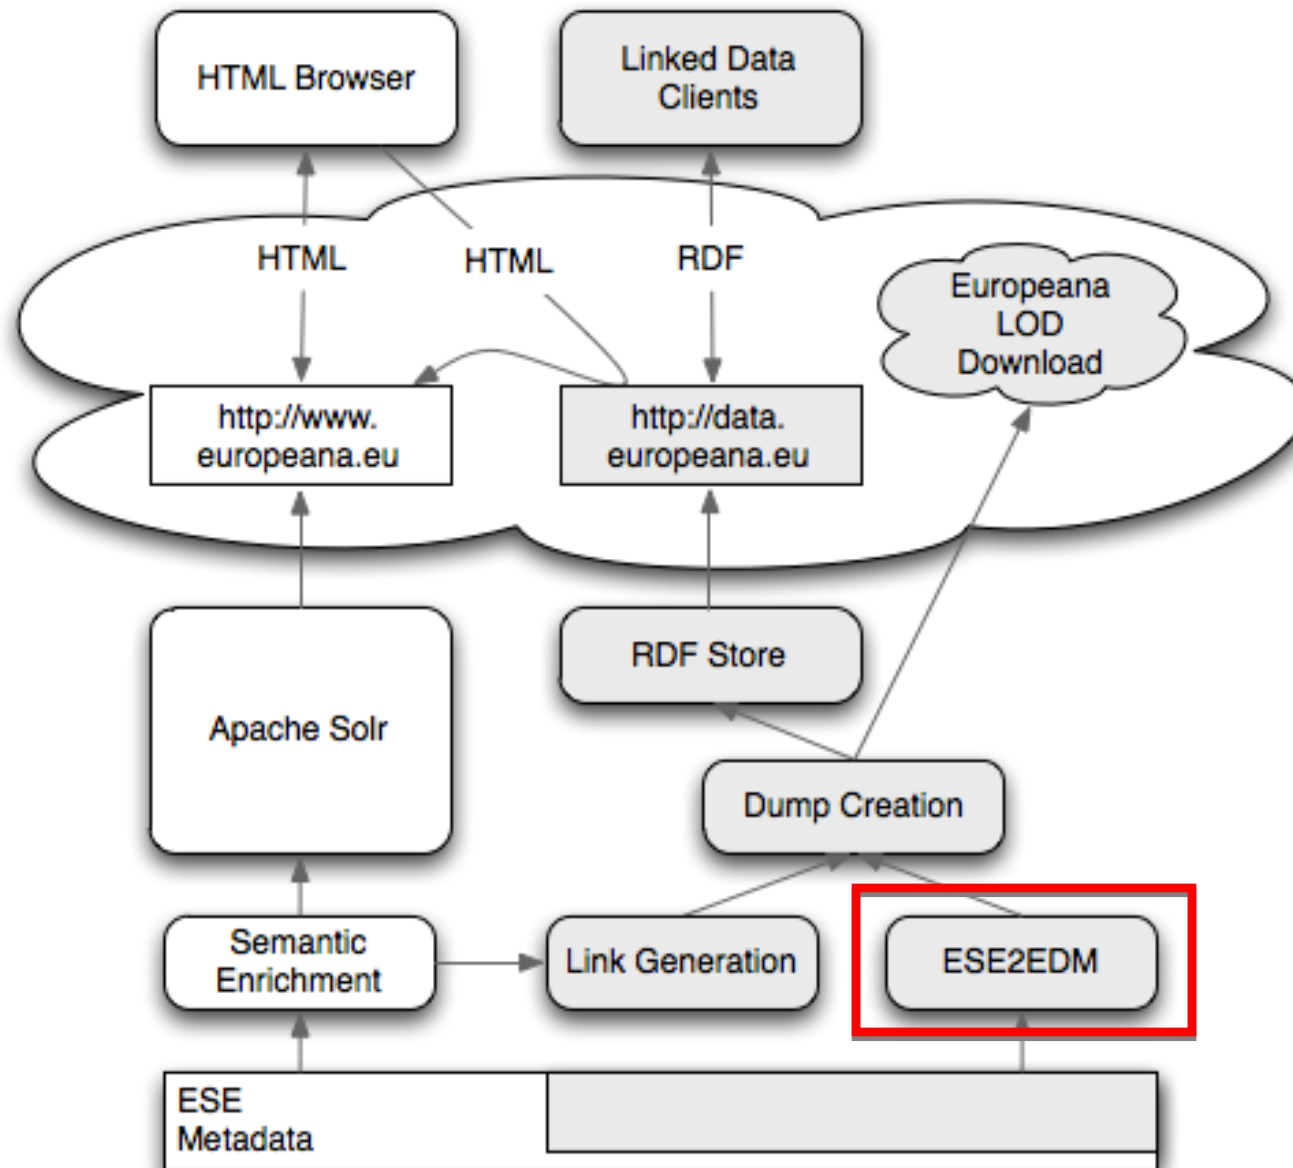 HTML Browser
Linked Data
Clients
HTML
HTML
RDF
Europeana
LOD
Download
http://www.
europeana.eu
http://data.
europeana.eu
RDF Store
Apache Solr
Dump Creation
Semantic
Enrichment
Link Generation
ESE2EDM
ESE
Metadata